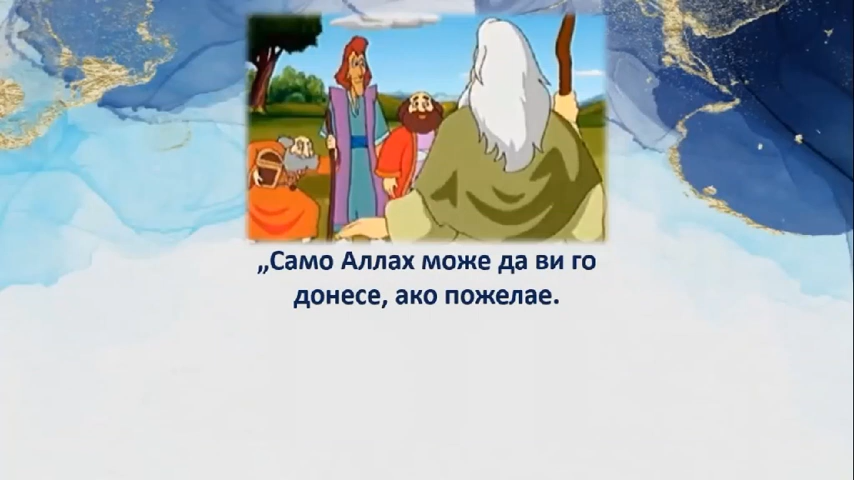 „Само Аллах може да ви го
донесе, ако пожелае.